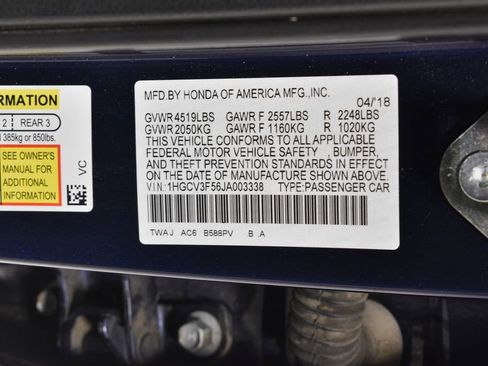 RMATION
2 REAR 3
385kg or 850lbs.
SEE OWNER'S
MANUAL FOR
ADDITIONAL
INFORMATION
VC
MFD.BY HONDA OF AMERICA MFG.,INC.
04/'18
GVWR 4519LBS GAWR F 2557LBS R 2248LBS
GVWR 2050KG GAWR F 1160KG R 1020KG
THIS VEHICLE CONFORMS TO ALL APPLICABLE
FEDERAL MOTOR VEHICLE SAFETY , BUMPER,
AND THEFT PREVENTION STANDARDS IN EFFECT
ON THE DATE OF MANUFACTURE SHOWN ABOVE.
VIN:1HGCV3F56JA003338 TYPE:PASSENGER CAR
TWAJ AC6 B588PV .B .A